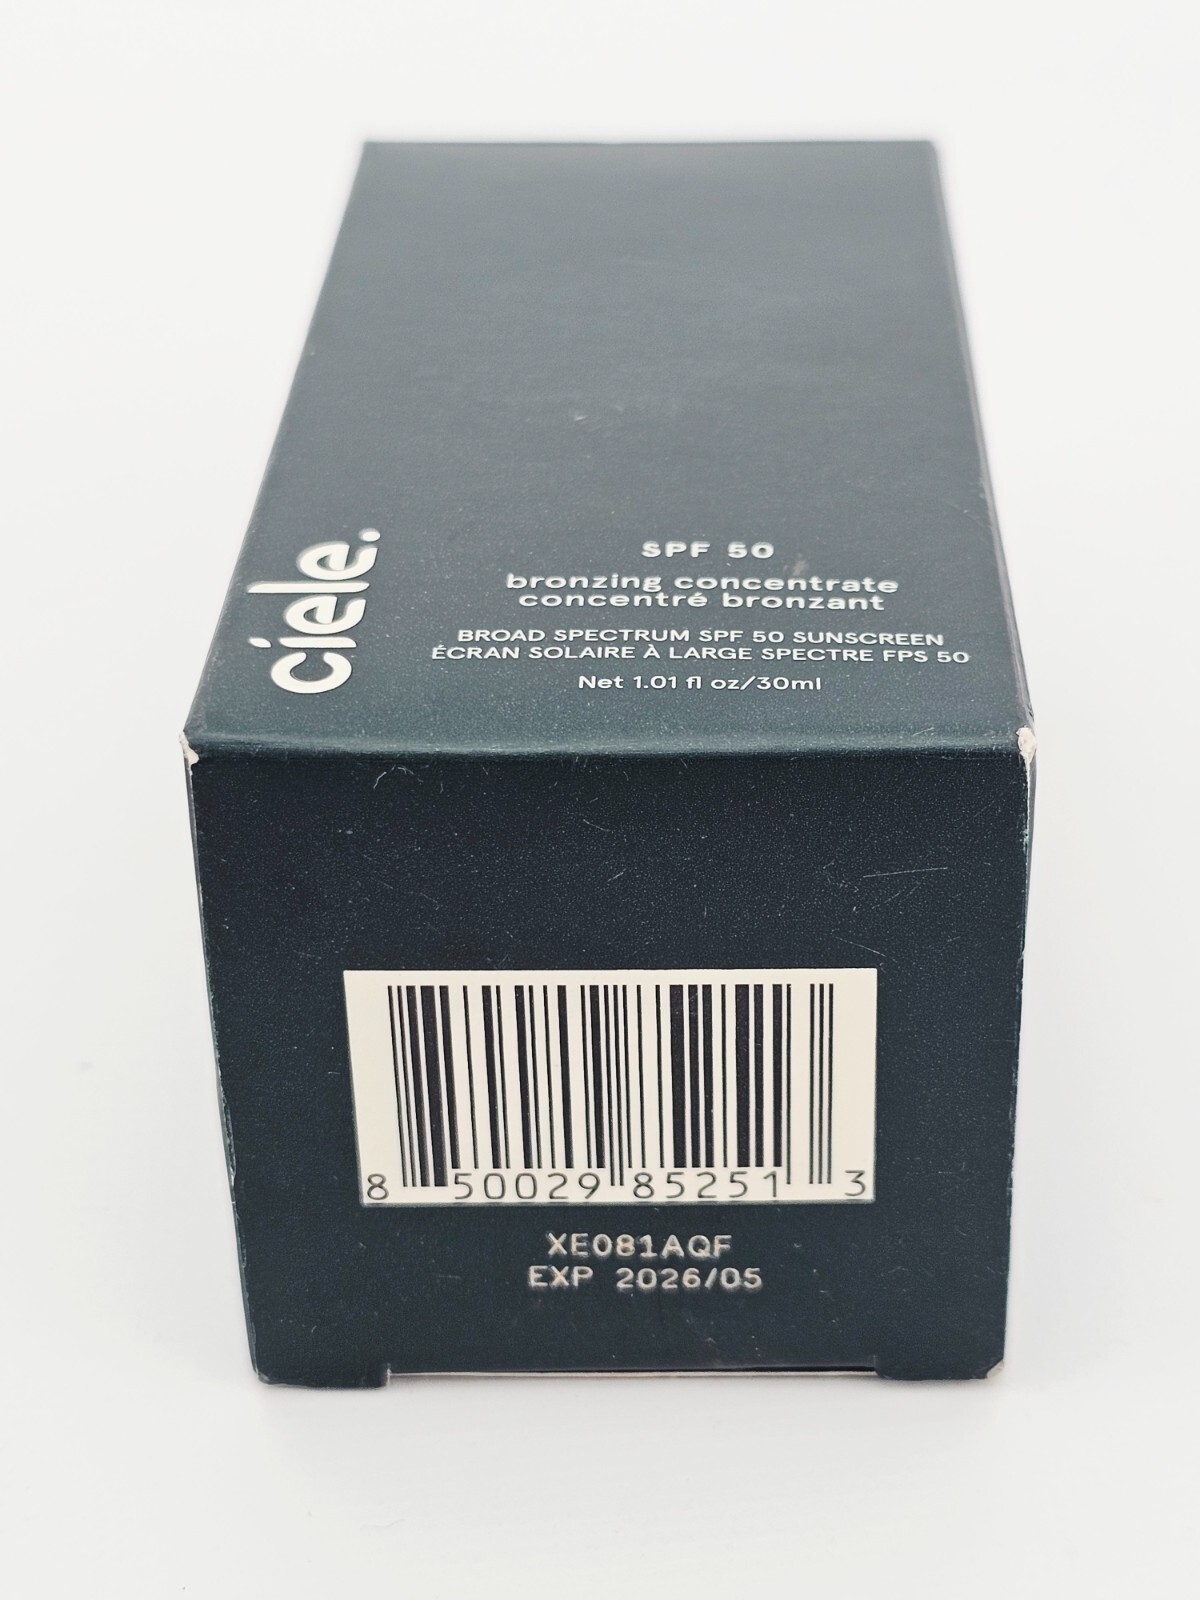 ciele.
SPF 50
bronzing concentrate
concentré bronzant
BROAD SPECTRUM SPF 50 SUNSCREEN
ÉCRAN SOLAIRE À LARGE SPECTRE FPS 50
Net 1.01 fl oz/30ml
8 50029 85251 3
XE081AQF
EXP 2026/05